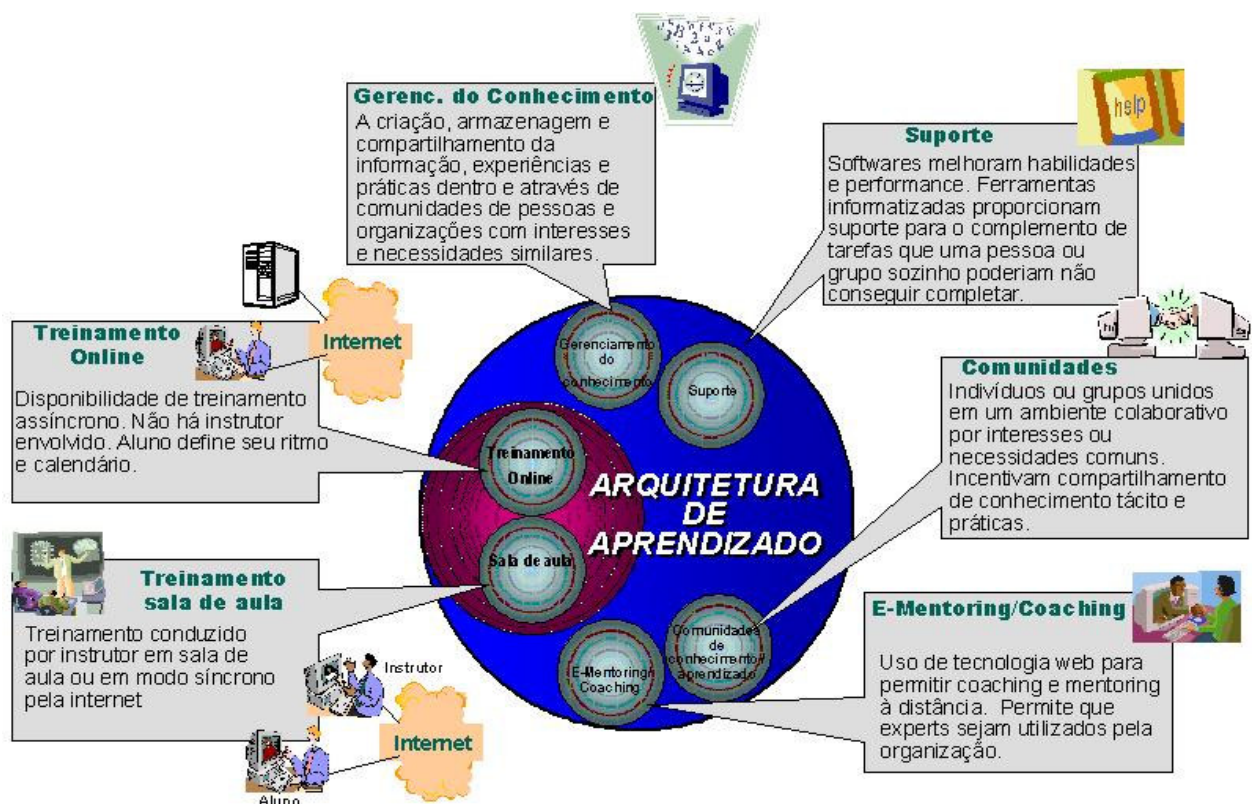 Gerenc. do Conhecimento
A criação, armazenagem e
compartilhamento da
informação, experiências e
práticas dentro e através de
comunidades de pessoas e
organizações com interesses
e necessidades similares.
help
Suporte
Softwares melhoram habilidades
e performance. Ferramentas
informatizadas proporcionam
suporte para o complemento de
tarefas que uma pessoa ou
grupo sozinho poderiam não
conseguir completar.
Treinamento
Online
Internet
Disponibilidade de treinamento
assíncrono. Não há instrutor
envolvido. Aluno define seu ritmo
e calendário.
Comunidades
Indivíduos ou grupos unidos
em um ambiente colaborativo
por interesses ou
necessidades comuns.
Incentivam compartilhamento
de conhecimento tácito e
práticas.
Gerenciamento
do
conhecimento
Suporte
Treinamento
Online
ARQUITETURA
DE
APRENDIZADO
Sala de aula
Comunidades
de
conhecimento/
aprendizado
E-Mentoring/
Coaching
Treinamento
sala de aula
Treinamento conduzido
por instrutor em sala de
aula ou em modo síncrono
pela internet
Instrutor
Internet
Aluno
E-Mentoring/Coaching
Uso de tecnologia web para
permitir coaching e mentoring
à distância. Permite que
experts sejam utilizados pela
organização.